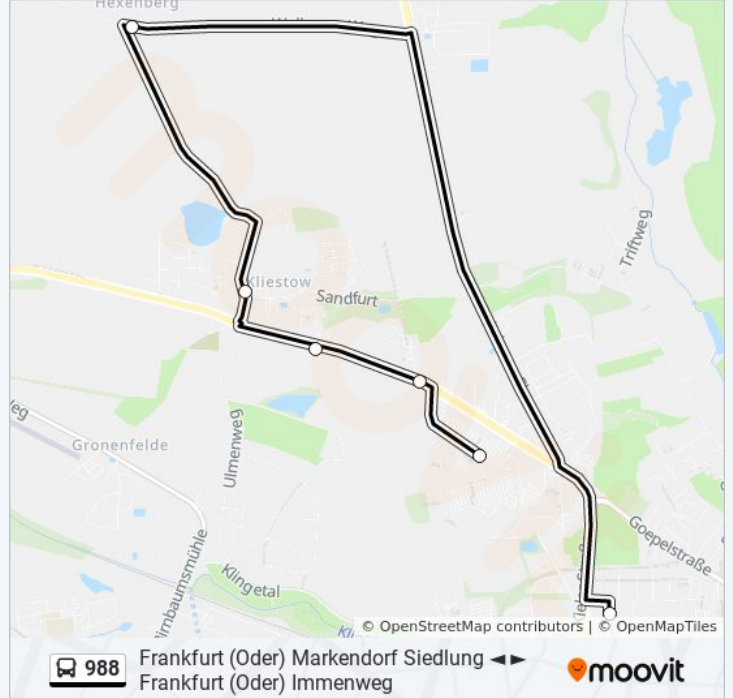 Hexenberg
Triftweg
Kliestow
Sandfurt
Gronenfelde
Ulmenweg
Goepelstraße
Klingetal
© OpenStreetMap contributors | © OpenMapTiles
988
Frankfurt (Oder) Markendorf Siedlung ◄►
Frankfurt (Oder) Immenweg
moovit